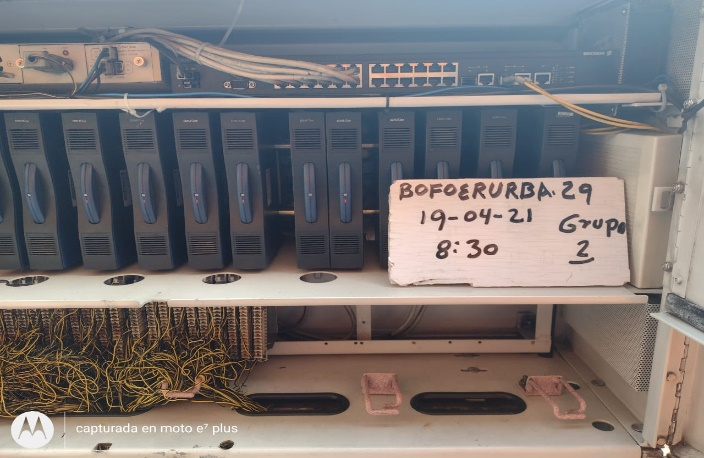 BOFOERURBA.29
19-04-21
Grupo
8:30
2
capturada en moto e⁷ plus